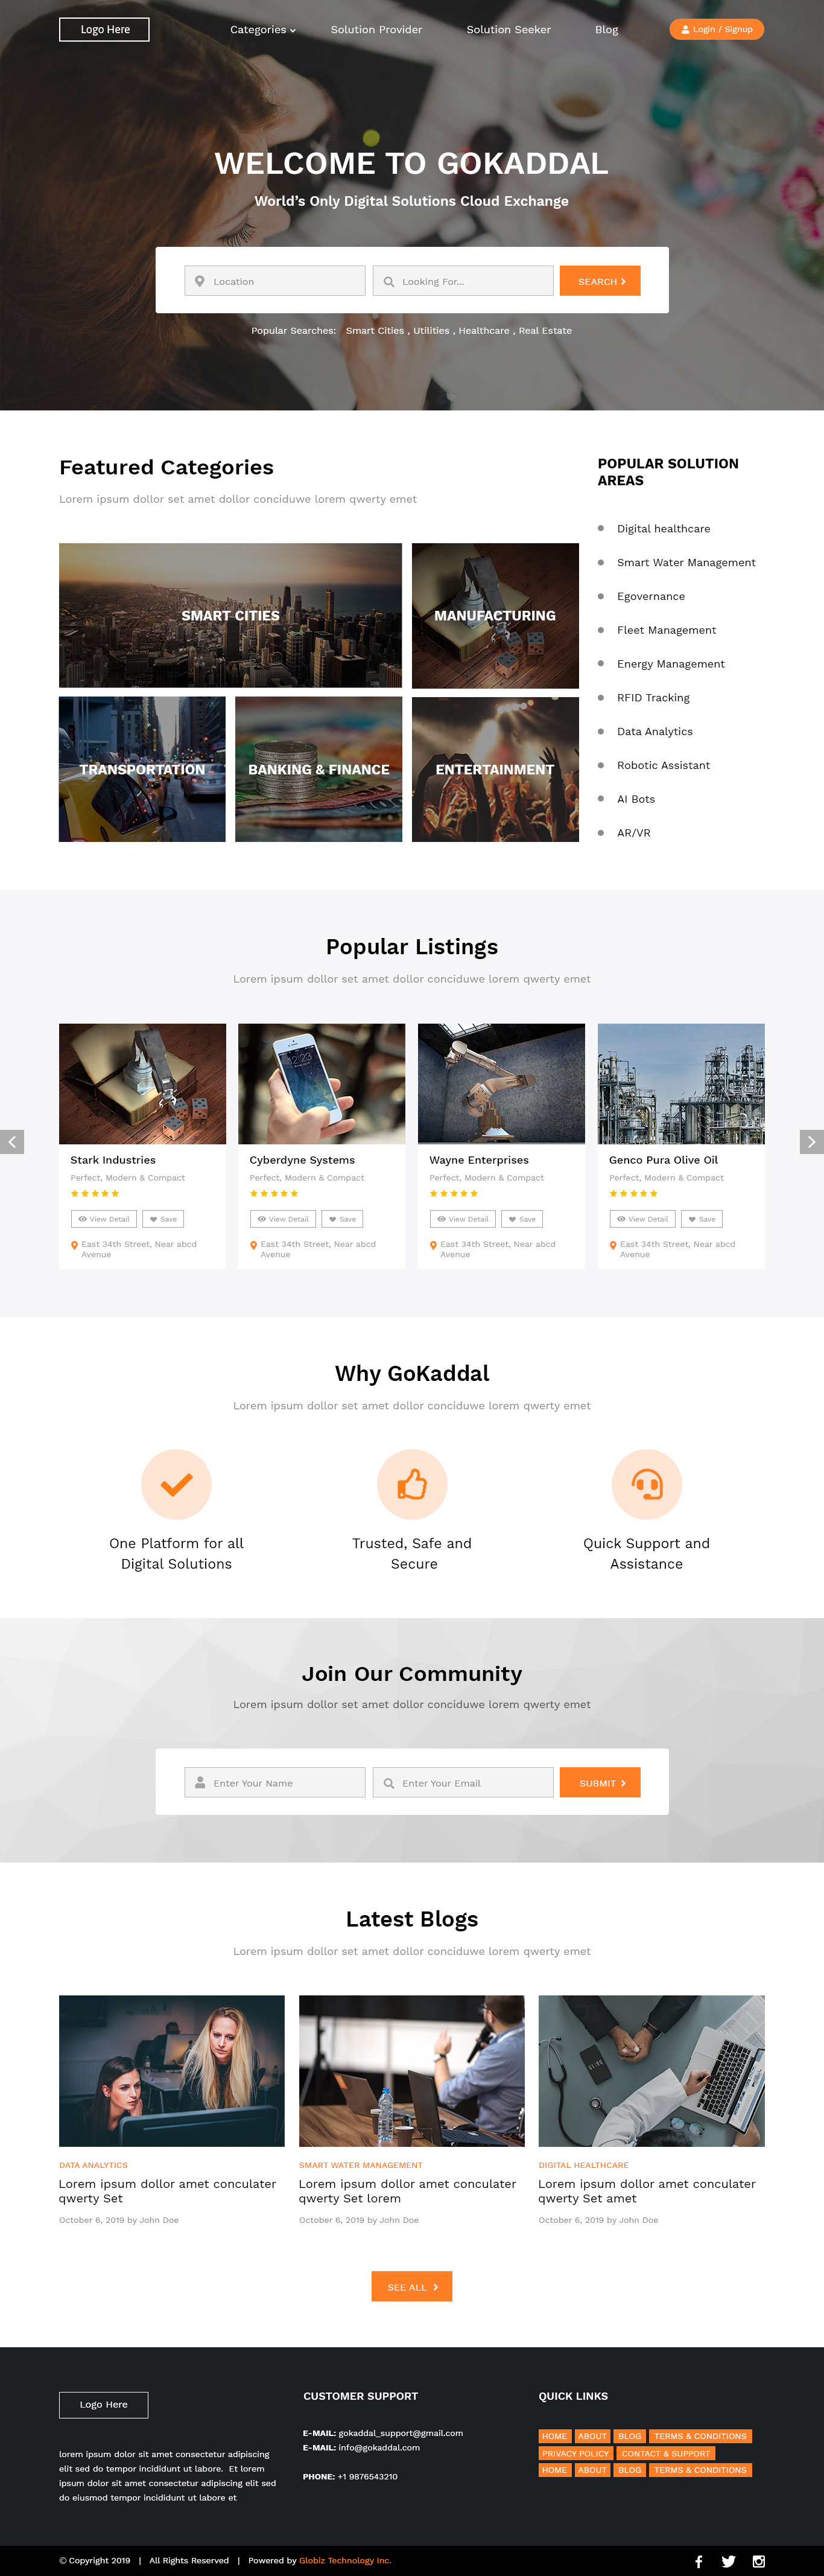 Logo Here
Categories
Solution Provider
Solution Seeker
Blog
Login / Signup
WELCOME TO GOKADDAL
World's Only Digital Solutions Cloud Exchange
Location
Looking For...
SEARCH
Popular Searches: Smart Cities , Utilities , Healthcare , Real Estate
Featured Categories
Lorem ipsum dollor set amet dollor conciduwe lorem qwerty emet
SMART CITIES
MANUFACTURING
TRANSPORTATION
BANKING & FINANCE
ENTERTAINMENT
POPULAR SOLUTION
AREAS
Digital healthcare
Smart Water Management
Egovernance
Fleet Management
Energy Management
RFID Tracking
Data Analytics
Robotic Assistant
AI Bots
AR/VR
Popular Listings
Lorem ipsum dollor set amet dollor conciduwe lorem qwerty emet
Stark Industries
Perfect, Modern & Compact
View Detail
Save
East 34th Street, Near abcd
Avenue
12:23
Cyberdyne Systems
Perfect, Modern & Compact
View Detail
Save
East 34th Street, Near abcd
Avenue
Wayne Enterprises
Perfect, Modern & Compact
View Detail
Save
East 34th Street, Near abcd
Avenue
Genco Pura Olive Oil
Perfect, Modern & Compact
View Detail
Save
East 34th Street, Near abcd
Avenue
Why GoKaddal
Lorem ipsum dollor set amet dollor conciduwe lorem qwerty emet
One Platform for all
Digital Solutions
Trusted, Safe and
Secure
Quick Support and
Assistance
Join Our Community
Lorem ipsum dollor set amet dollor conciduwe lorem qwerty emet
Enter Your Name
Enter Your Email
SUBMIT
Latest Blogs
Lorem ipsum dollor set amet dollor conciduwe lorem qwerty emet
DATA ANALYTICS
Lorem ipsum dollor amet conculater
qwerty Set
October 6, 2019 by John Doe
SMART WATER MANAGEMENT
Lorem ipsum dollor amet conculater
qwerty Set lorem
October 6, 2019 by John Doe
DIGITAL HEALTHCARE
Lorem ipsum dollor amet conculater
qwerty Set amet
October 6, 2019 by John Doe
SEE ALL
Logo Here
lorem ipsum dolor sit amet consectetur adipiscing
elit sed do tempor incididunt ut labore. Et lorem
ipsum dolor sit amet consectetur adipiscing elit sed
do eiusmod tempor incididunt ut labore et
CUSTOMER SUPPORT
E-MAIL: gokaddal_support@gmail.com
E-MAIL: info@gokaddal.com
PHONE: +1 9876543210
QUICK LINKS
HOME ABOUT BLOG TERMS & CONDITIONS
PRIVACY POLICY CONTACT & SUPPORT
HOME ABOUT BLOG TERMS & CONDITIONS
© Copyright 2019 | All Rights Reserved | Powered by Globiz Technology Inc.